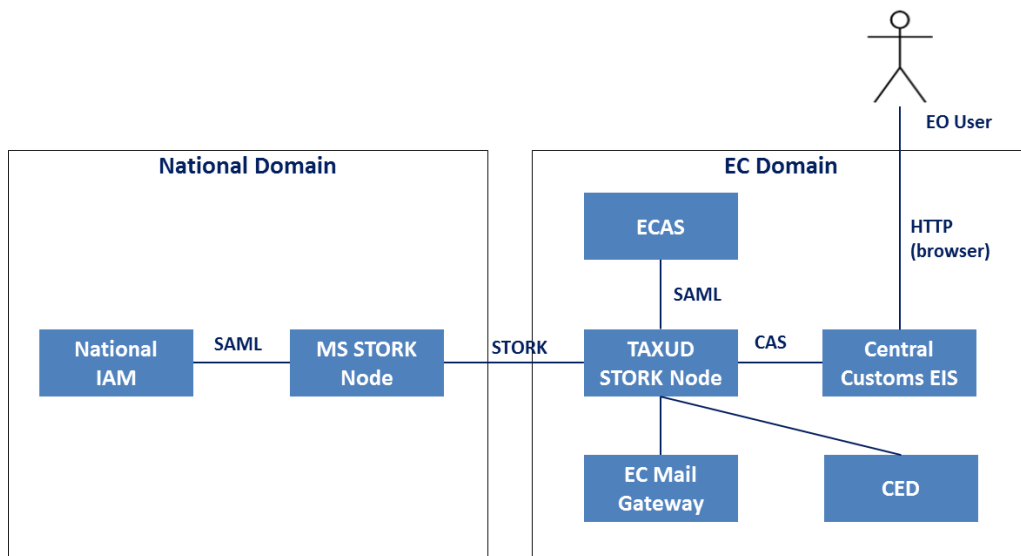 EO User
National Domain
EC Domain
ECAS
HTTP
(browser)
SAML
National
IAM
SAML
MS STORK
Node
STORK
TAXUD
STORK Node
CAS
Central
Customs EIS
EC Mail
Gateway
CED